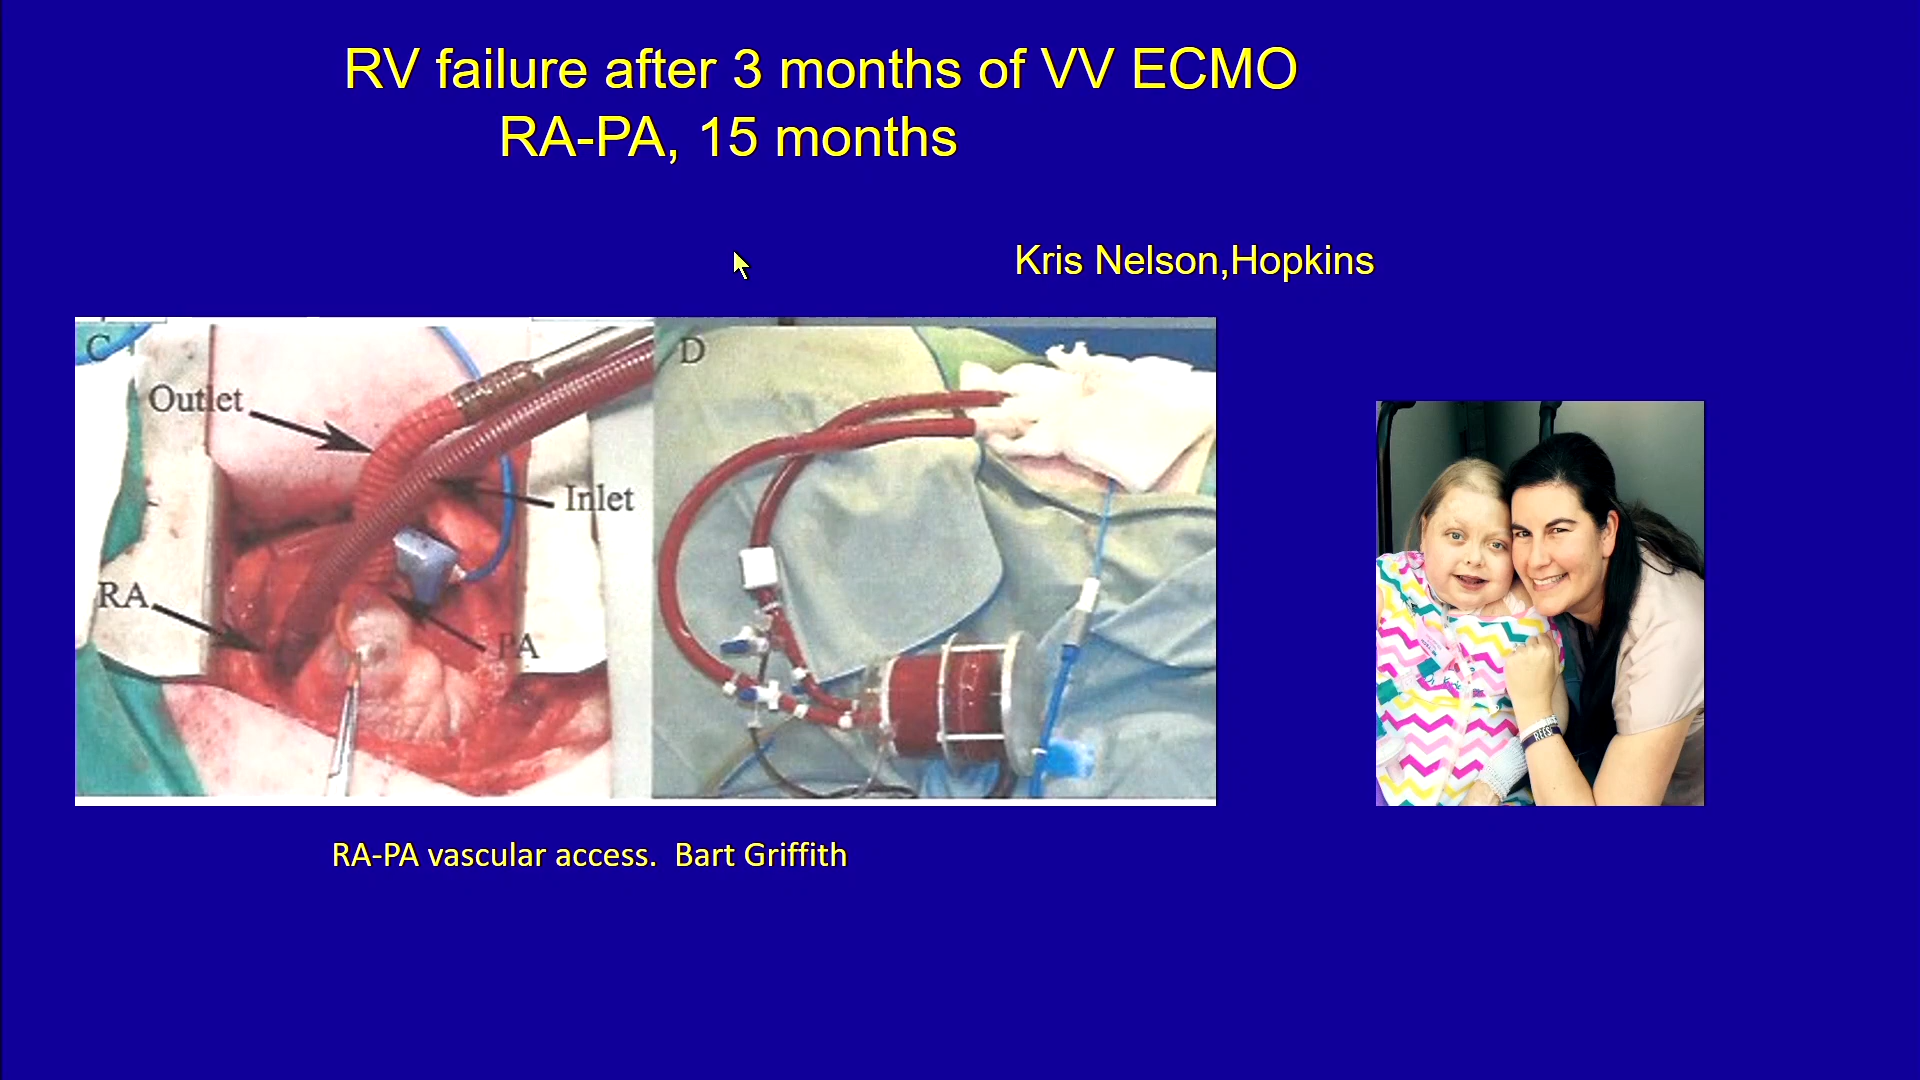 RV failure after 3 months of VV ECMO
RA-PA, 15 months
Kris Nelson,Hopkins
C
D
Outlet
Inlet
RA
PA
RA-PA vascular access.  Bart Griffith